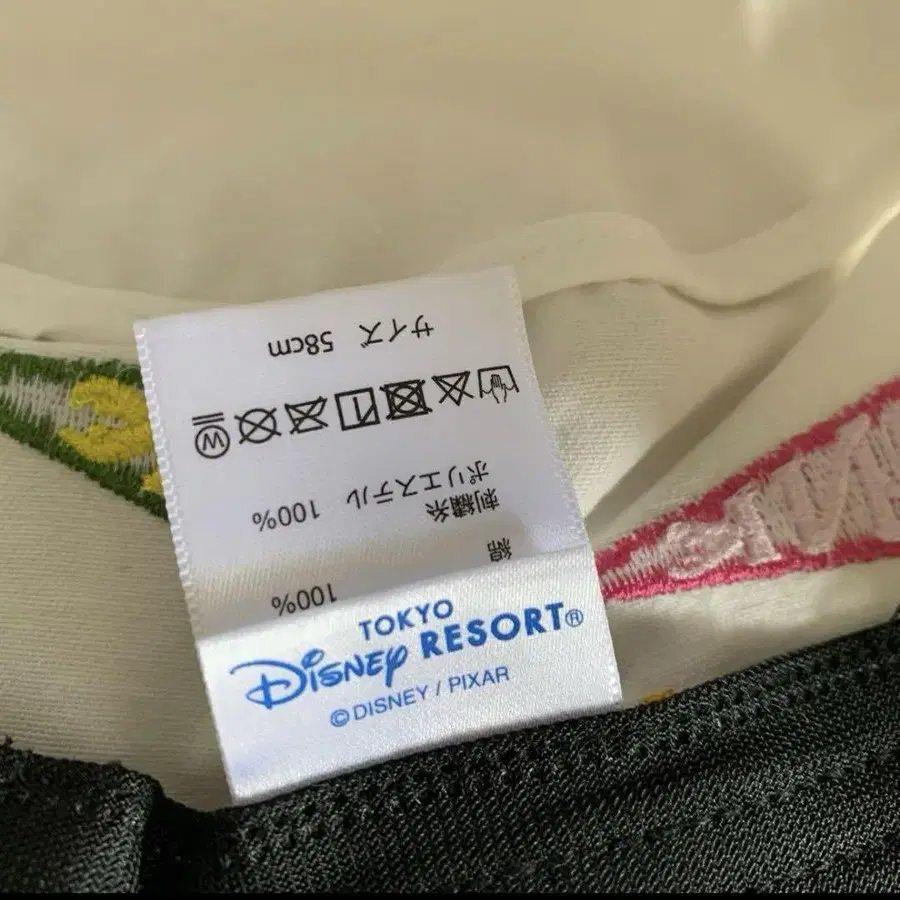 綿 100%
刺繍糸
ポリエステル 100%
W
サイズ 58cm
TOKYO
Disney RESORT®
©DISNEY / PIXAR